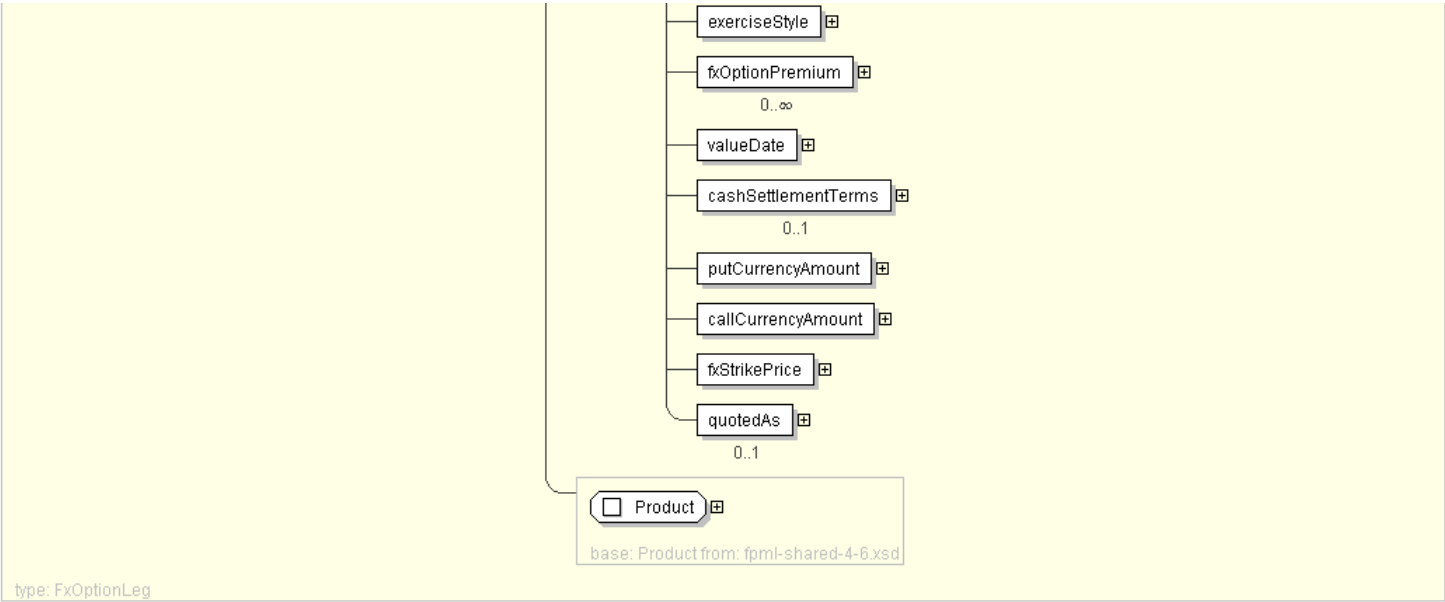 exerciseStyle
fxOptionPremium
0..∞
valueDate
cashSettlementTerms
0..1
putCurrencyAmount
callCurrencyAmount
fxStrikePrice
quotedAs
0..1
Product
base: Product from: fpml-shared-4-6.xsd
type: FxOptionLeg